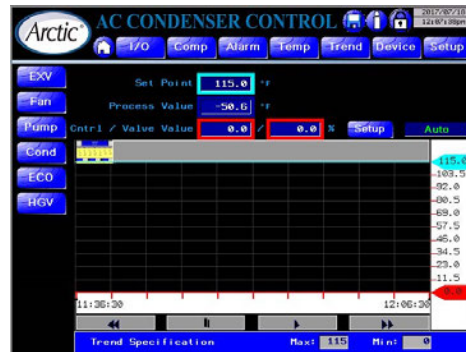 Arctic
AC CONDENSER CONTROL
2017/07/18
I/O Comp Alarm Temp Trend Device Setup
EXV
Set Point 115.0 °F
Fan
Process Value -50.6 °F
Pump
Cntrl / Valve Value 0.0 / 0.0 % Setup Auto
Cond
ECO
HGV
115.0
103.5
92.0
80.5
69.0
57.5
46.0
34.5
23.0
11.5
0.0
11:36:30 12:06:30
Trend Specification Max: 115 Min: 0